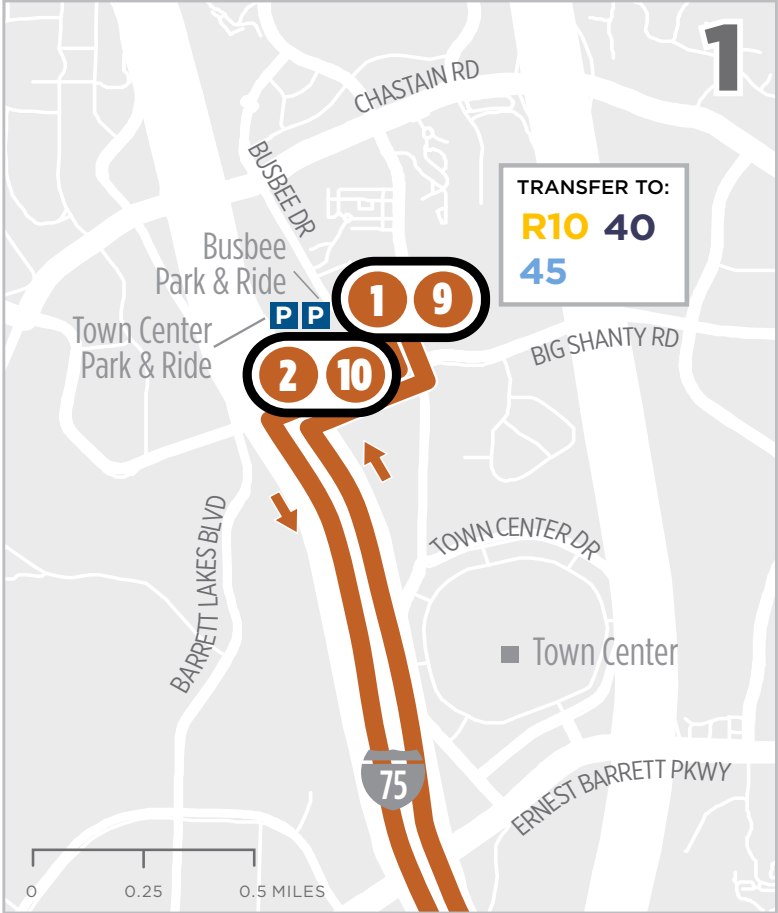 1
CHASTAIN RD
BUSBEE DR
TRANSFER TO:
R10 40
45
Busbee
Park & Ride
P P
Town Center
Park & Ride
1 9
2 10
BIG SHANTY RD
TOWN CENTER DR
BARRETT LAKES BLVD
Town Center
75
ERNEST BARRETT PKWY
0 0.25 0.5 MILES